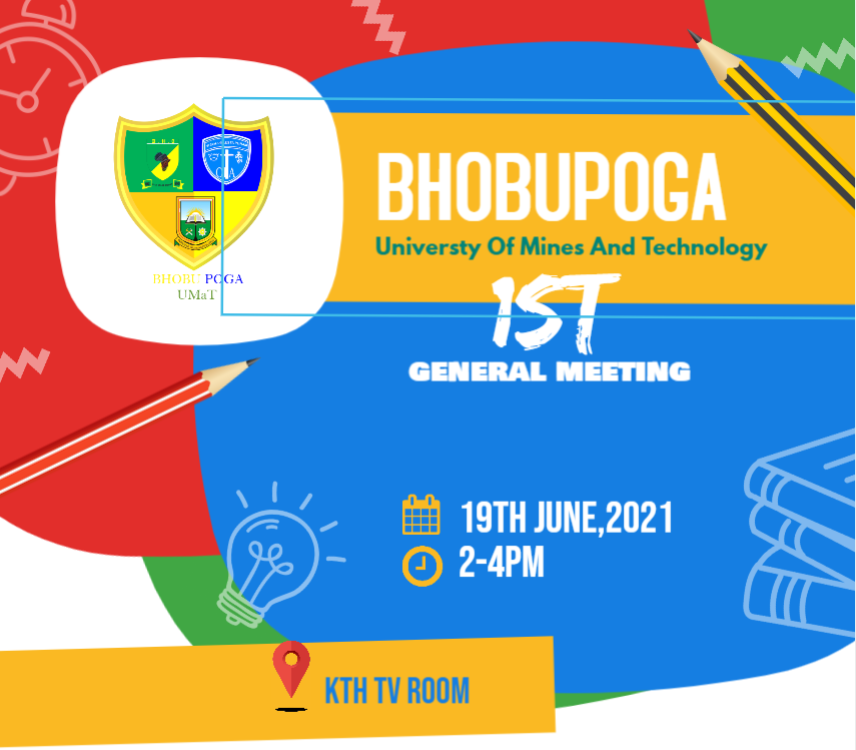 BHOBUPOGA
Universty Of Mines And Technology
BHOBU POGA
UMaT
1ST
GENERAL MEETING
19TH JUNE,2021
2-4PM
KTH TV ROOM